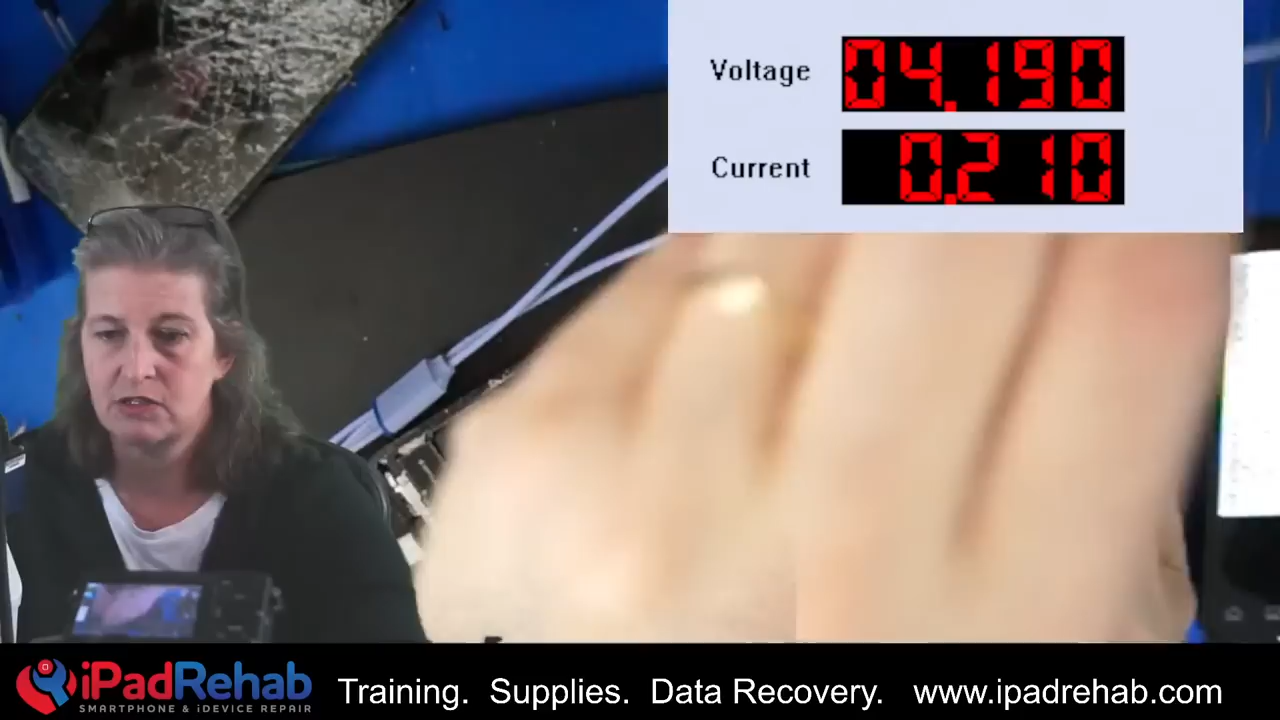 Voltage 04.190
Current 0.210
iPadRehab
SMARTPHONE & iDEVICE REPAIR
Training. Supplies. Data Recovery. www.ipadrehab.com